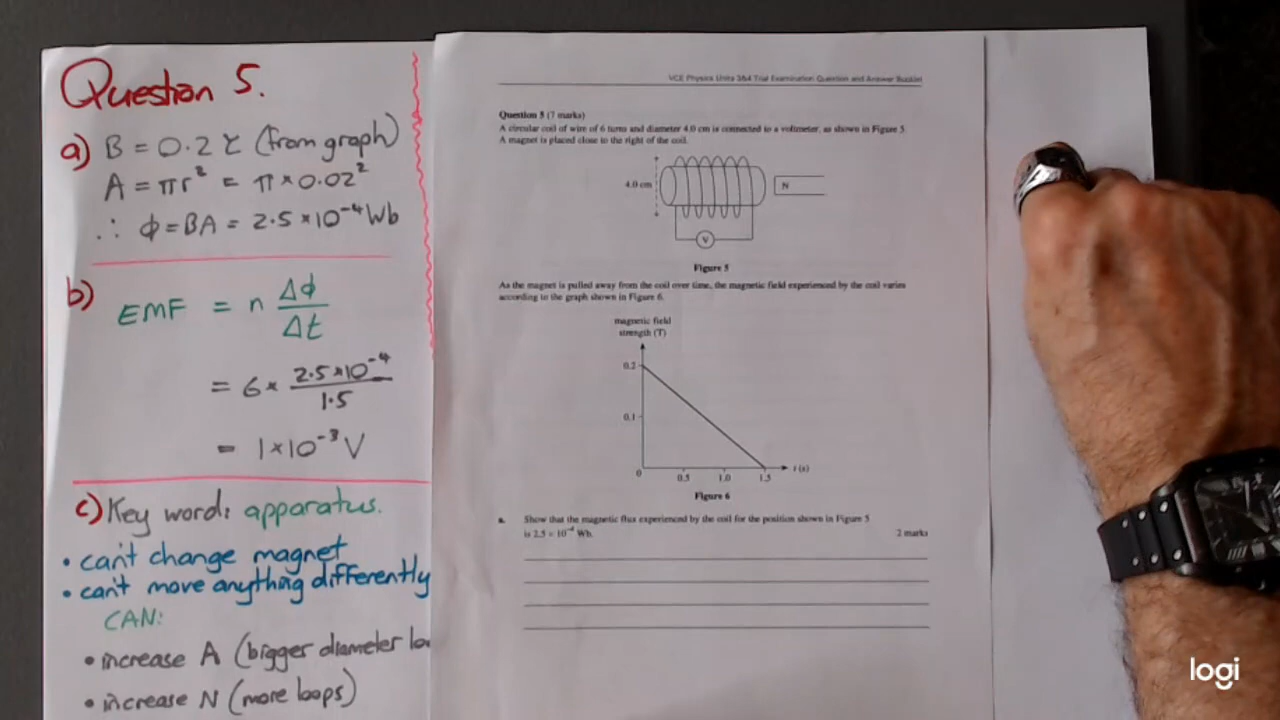 Question 5.
a) B = 0.2 T (from graph)
A = πr² = π × 0.02²
∴ ϕ = BA = 2.5 × 10⁻⁴ Wb
b) EMF = n Δϕ/Δt
= 6 × 2.5 × 10⁻⁴/1.5
= 1 × 10⁻³ V
c) Key word: apparatus.
• can't change magnet
• can't move anything differently
CAN:
• increase A (bigger diameter
• increase N (more loops)
VCE Physics Units 3&4 Trial Examination Question and Answer Booklet
Question 5 (7 marks)
A circular coil of wire of 6 turns and diameter 4.0 cm is connected to a voltmeter, as shown in Figure 5.
A magnet is placed close to the right of the coil.
4.0 cm
N
V
Figure 5
As the magnet is pulled away from the coil over time, the magnetic field experienced by the coil varies
according to the graph shown in Figure 6.
magnetic field
strength (T)
0.2
0.1
0
0.5
1.0
1.5
t (s)
Figure 6
a. Show that the magnetic flux experienced by the coil for the position shown in Figure 5
is 2.5 × 10⁻⁴ Wb. 2 marks
logi